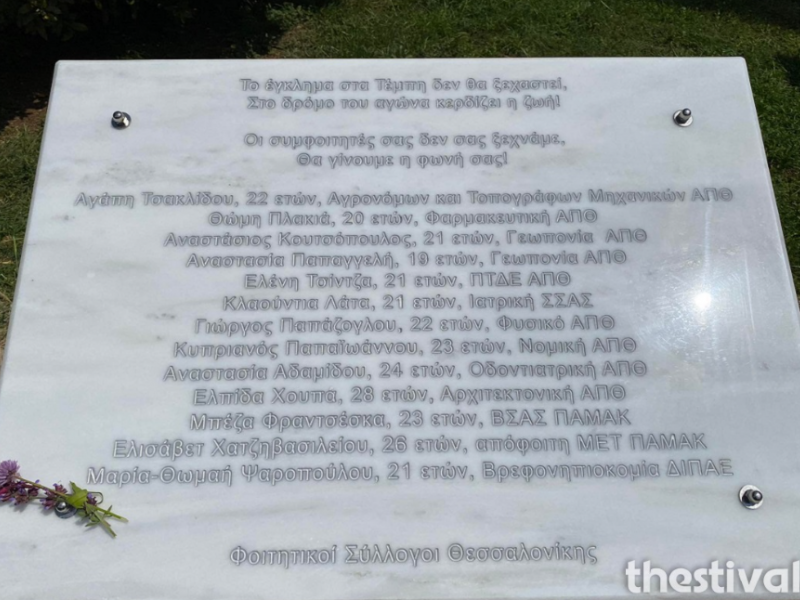 Το έγκλημα στα Τέμπη δεν θα ξεχαστεί,
Στο δρόμο του αγώνα κερδίζει η ζωή!
Οι συμφοιτητές σας δεν σας ξεχνάμε,
Θα γίνουμε η φωνή σας!
Αγάπη Τσακλίδου, 22 ετών, Αγρονόμων και Τοπογράφων Μηχανικών ΑΠΘ
Θώμη Πλακιά, 20 ετών, Φαρμακευτική ΑΠΘ
Αναστάσιος Κουτσόπουλος, 21 ετών, Γεωπονία ΑΠΘ
Αναστασία Παπαγγελή, 19 ετών, Γεωπονία ΑΠΘ
Ελένη Τσίντζα, 21 ετών, ΠΤΔΕ ΑΠΘ
Κλαούντια Λάτα, 21 ετών, Ιατρική ΣΣΑΣ
Γιώργος Παπάζογλου, 22 ετών, Φυσικό ΑΠΘ
Κυπριανός Παπαϊωάννου, 23 ετών, Νομική ΑΠΘ
Αναστασία Αδαμίδου, 24 ετών, Οδοντιατρική ΑΠΘ
Ελπίδα Χουπα, 28 ετών, Αρχιτεκτονική ΑΠΘ
Μπέζα Φραντσέσκα, 23 ετών, ΒΣΑΣ ΠΑΜΑΚ
Ελισάβετ Χατζηβασιλείου, 26 ετών, απόφοιτη ΜΕΤ ΠΑΜΑΚ
Μαρία-Θωμαή Ψαροπούλου, 21 ετών, Βρεφονηπιοκομία ΔΙΠΑΕ
Φοιτητικοί Σύλλογοι Θεσσαλονίκης
thestival